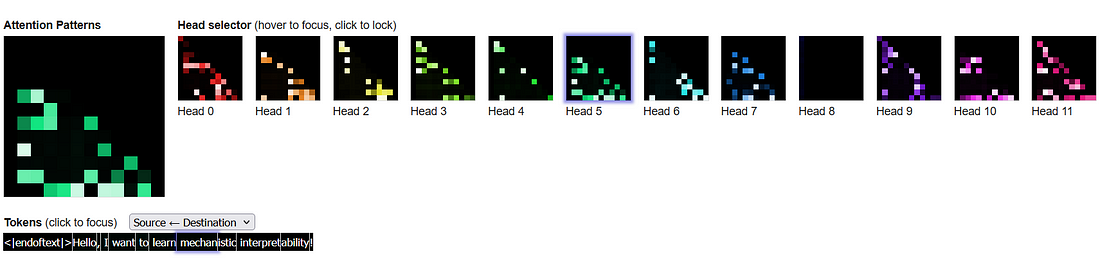 Attention Patterns
Head selector (hover to focus, click to lock)
Head 0 Head 1 Head 2 Head 3 Head 4 Head 5 Head 6 Head 7 Head 8 Head 9 Head 10 Head 11
Tokens (click to focus) Source ← Destination
<|endoftext|>Hello, I want to learn mechanistic interpretability!